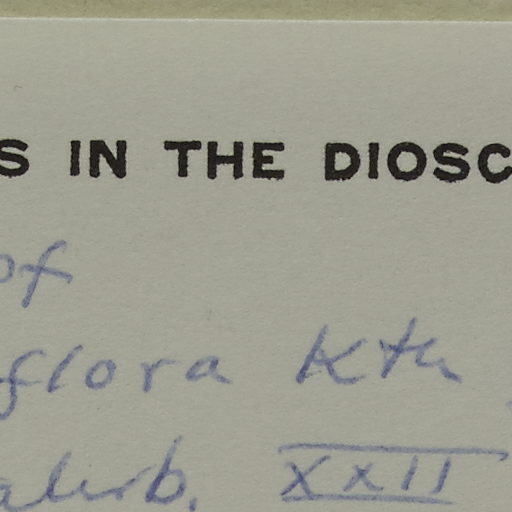 S IN THE DIOSC
of
flora Kth
XXII